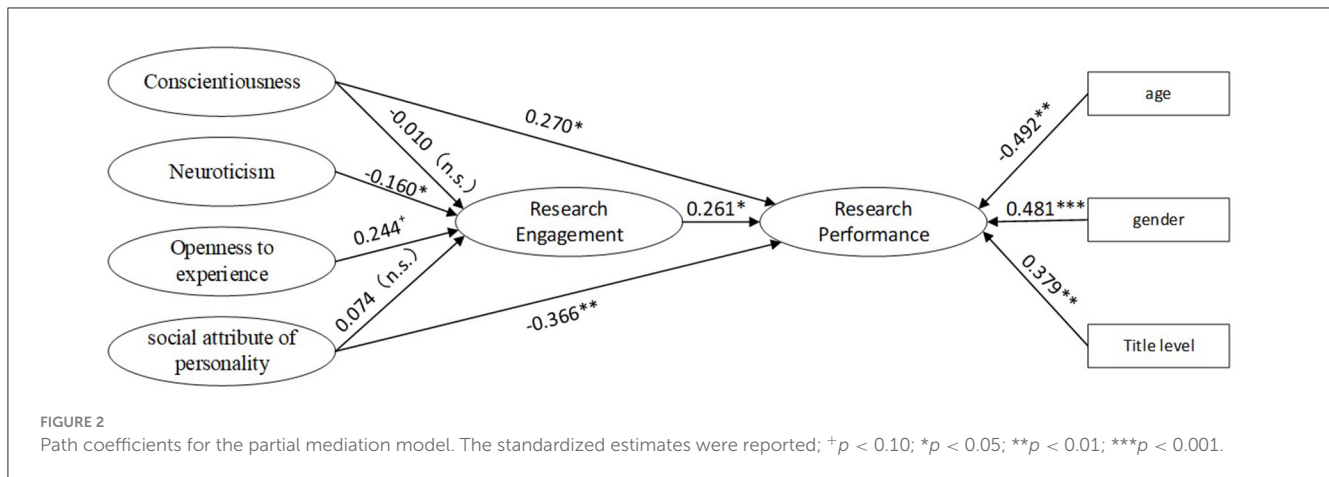 Conscientiousness
Neuroticism
Openness to
experience
social attribute of
personality
-0.010 (n.s.)
-0.160*
0.244+
0.074 (n.s.)
0.270*
-0.366**
Research
Engagement
0.261*
Research
Performance
-0.492**
0.481***
0.379**
age
gender
Title level
FIGURE 2
Path coefficients for the partial mediation model. The standardized estimates were reported; +p < 0.10; *p < 0.05; **p < 0.01; ***p < 0.001.